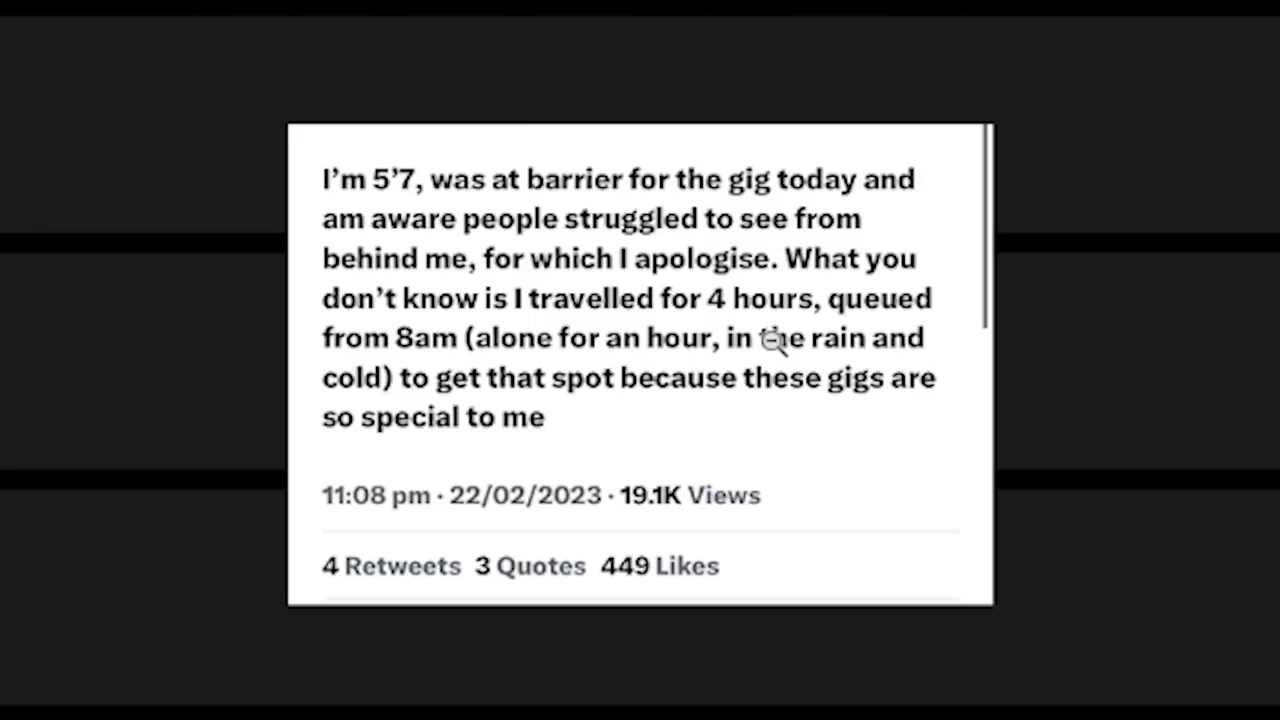 I’m 5’7, was at barrier for the gig today and
am aware people struggled to see from
behind me, for which I apologise. What you
don’t know is I travelled for 4 hours, queued
from 8am (alone for an hour, in the rain and
cold) to get that spot because these gigs are
so special to me
11:08 pm · 22/02/2023 · 19.1K Views
4 Retweets 3 Quotes 449 Likes